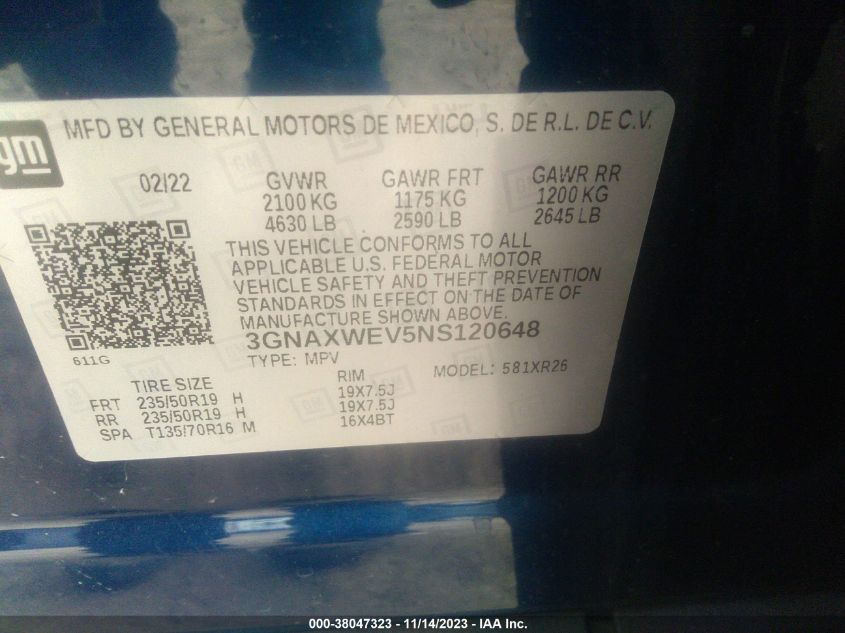 gm
MFD BY GENERAL MOTORS DE MEXICO, S. DE R.L. DE C.V.
02/22
GVWR
2100 KG
4630 LB
GAWR FRT
1175 KG
2590 LB
GAWR RR
1200 KG
2645 LB
THIS VEHICLE CONFORMS TO ALL
APPLICABLE U.S. FEDERAL MOTOR
VEHICLE SAFETY AND THEFT PREVENTION
STANDARDS IN EFFECT ON THE DATE OF
MANUFACTURE SHOWN ABOVE.
3GNAXWEV5NS120648
611G
TYPE: MPV
MODEL: 581XR26
TIRE SIZE
RIM
FRT 235/50R19 H 19X7.5J
RR 235/50R19 H 19X7.5J
SPA T135/70R16 M 16X4BT
000-38047323 - 11/14/2023 - IAA Inc.